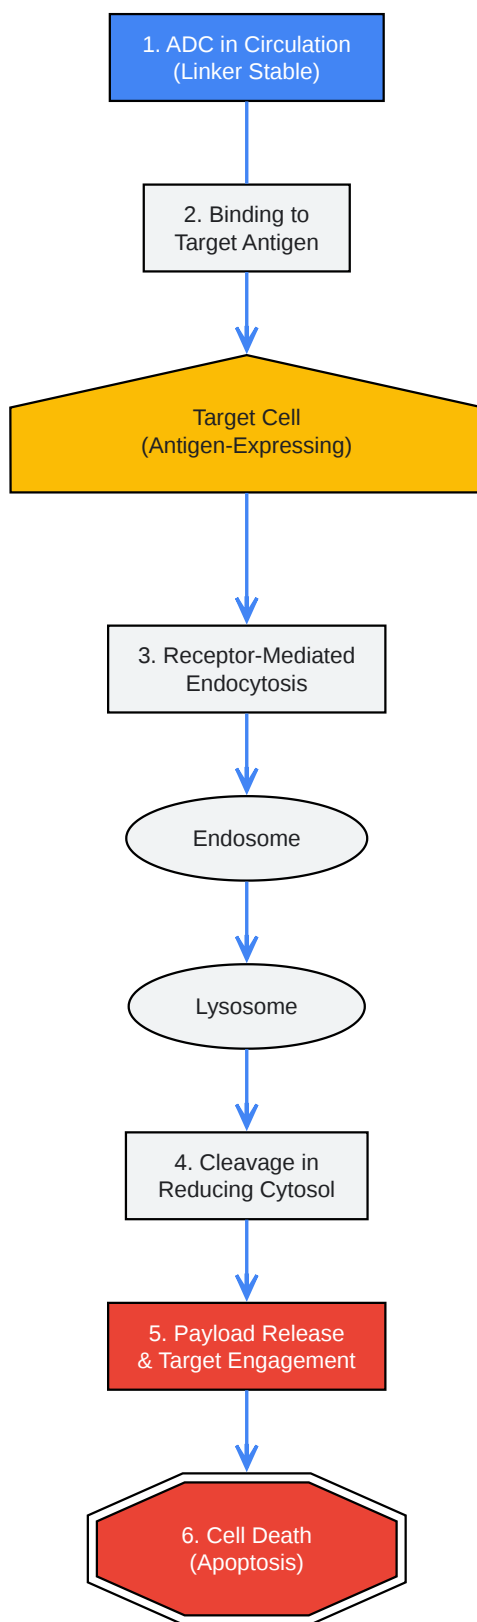 1. ADC in Circulation
(Linker Stable)
2. Binding to
Target Antigen
Target Cell
(Antigen-Expressing)
3. Receptor-Mediated
Endocytosis
Endosome
Lysosome
4. Cleavage in
Reducing Cytosol
5. Payload Release
& Target Engagement
6. Cell Death
(Apoptosis)